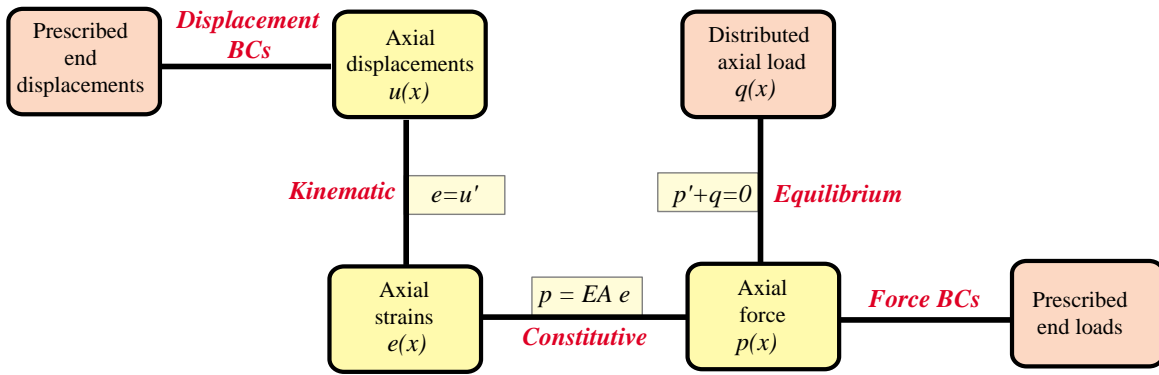 Prescribed
end
displacements
Displacement
BCs
Axial
displacements
u(x)
Distributed
axial load
q(x)
Kinematic
e=u'
p'+q=0
Equilibrium
Axial
strains
e(x)
p = EA e
Constitutive
Axial
force
p(x)
Force BCs
Prescribed
end loads